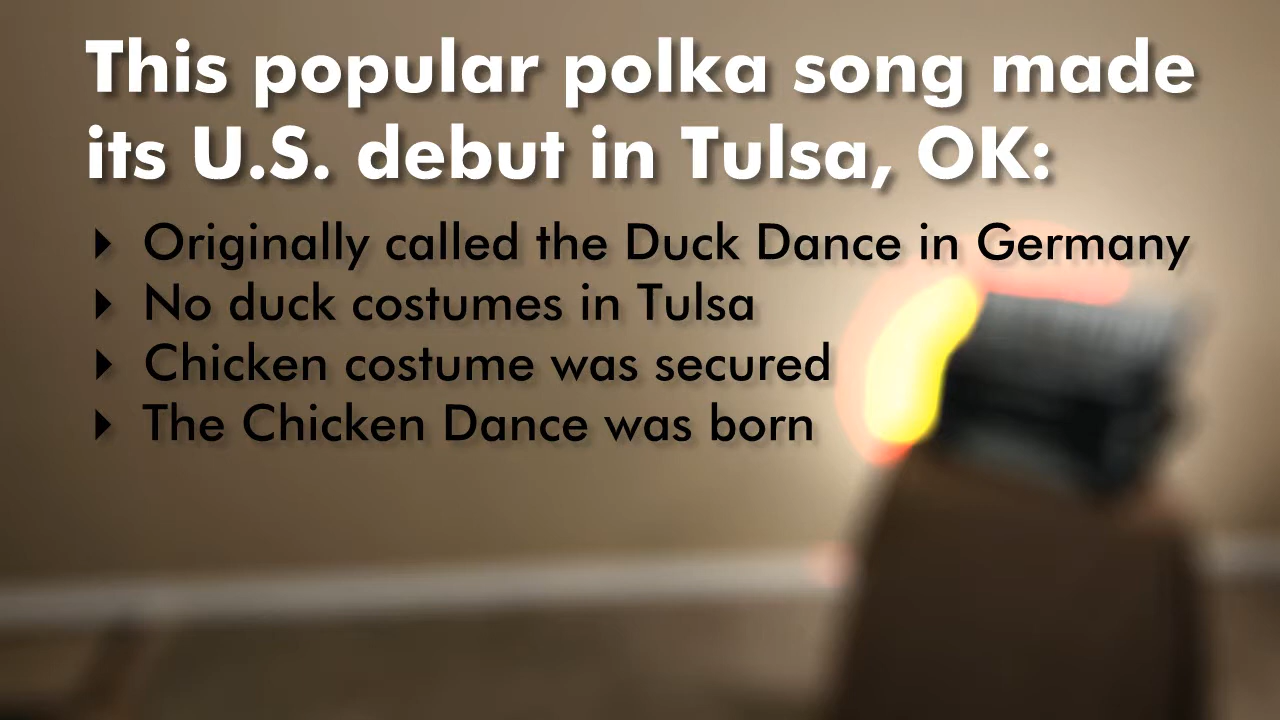 This popular polka song made
its U.S. debut in Tulsa, OK:
Originally called the Duck Dance in Germany
No duck costumes in Tulsa
Chicken costume was secured
The Chicken Dance was born